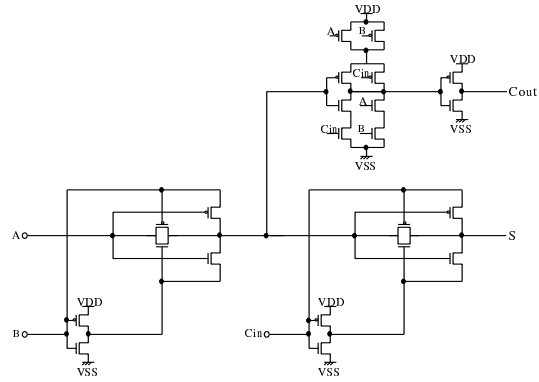 VDD
A B
VDD
Cin
Cout
A
Cin B
VSS
VSS
A
S
VDD VDD
B Cin
VSS VSS